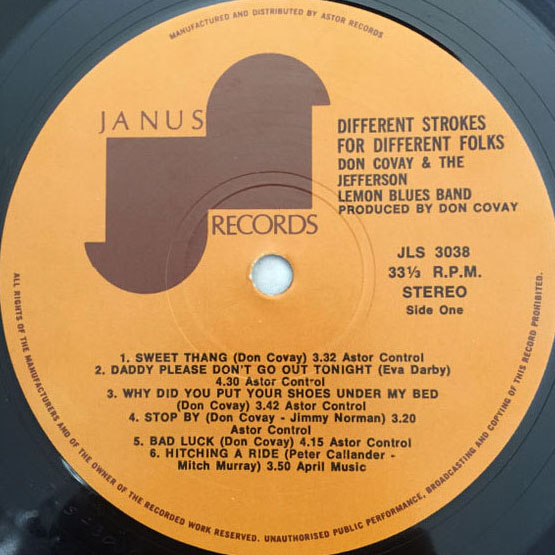 MANUFACTURED AND DISTRIBUTED BY ASTOR RECORDS
JANUS
RECORDS
DIFFERENT STROKES
FOR DIFFERENT FOLKS
DON COVAY & THE
JEFFERSON
LEMON BLUES BAND
PRODUCED BY DON COVAY
JLS 3038
33⅓ R.P.M.
STEREO
Side One
1. SWEET THANG (Don Covay) 3.32 Astor Control
2. DADDY PLEASE DON'T GO OUT TONIGHT (Eva Darby)
4.30 Astor Control
3. WHY DID YOU PUT YOUR SHOES UNDER MY BED
(Don Covay) 3.42 Astor Control
4. STOP BY (Don Covay - Jimmy Norman) 3.20
Astor Control
5. BAD LUCK (Don Covay) 4.15 Astor Control
6. HITCHING A RIDE (Peter Callander -
Mitch Murray) 3.50 April Music
ALL RIGHTS OF THE MANUFACTURERS AND OF THE OWNER OF THE RECORDED WORK RESERVED. UNAUTHORISED PUBLIC PERFORMANCE, BROADCASTING AND COPYING OF THIS RECORD PROHIBITED.